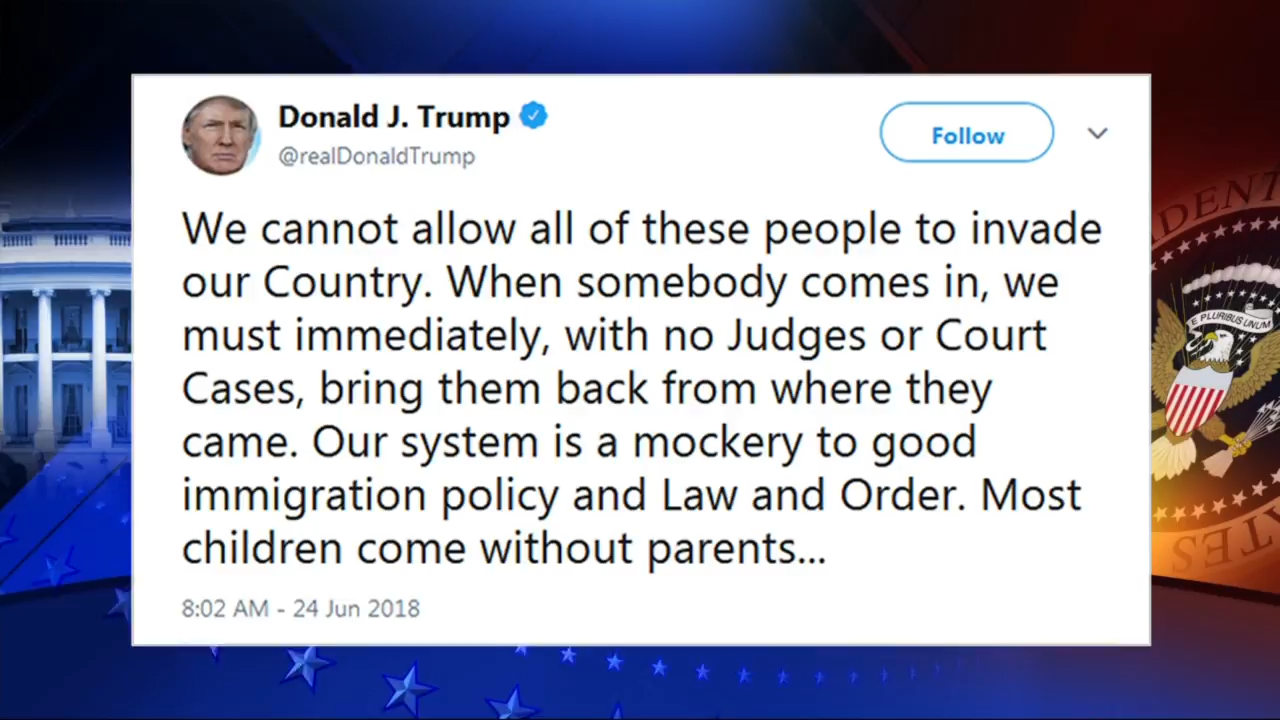 Donald J. Trump
@realDonaldTrump
Follow
We cannot allow all of these people to invade
our Country. When somebody comes in, we
must immediately, with no Judges or Court
Cases, bring them back from where they
came. Our system is a mockery to good
immigration policy and Law and Order. Most
children come without parents...
8:02 AM - 24 Jun 2018
DENT
E PLURIBUS UNUM